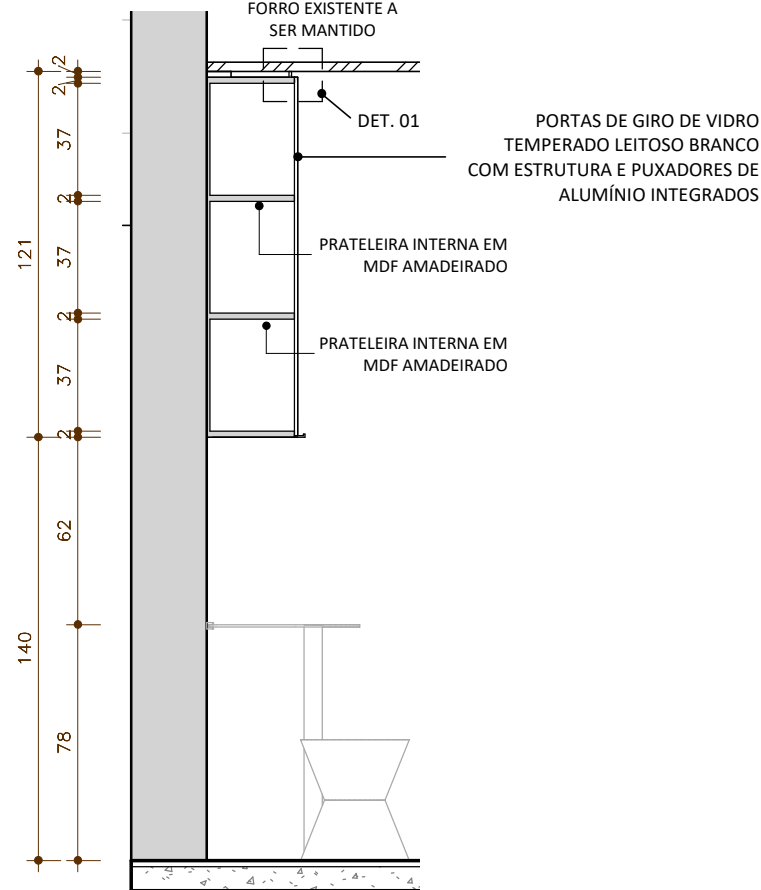 FORRO EXISTENTE A
SER MANTIDO
DET. 01
PORTAS DE GIRO DE VIDRO
TEMPERADO LEITOSO BRANCO
COM ESTRUTURA E PUXADORES DE
ALUMÍNIO INTEGRADOS
PRATELEIRA INTERNA EM
MDF AMADEIRADO
PRATELEIRA INTERNA EM
MDF AMADEIRADO
2
2
37
2
37
2
37
2
121
62
140
78